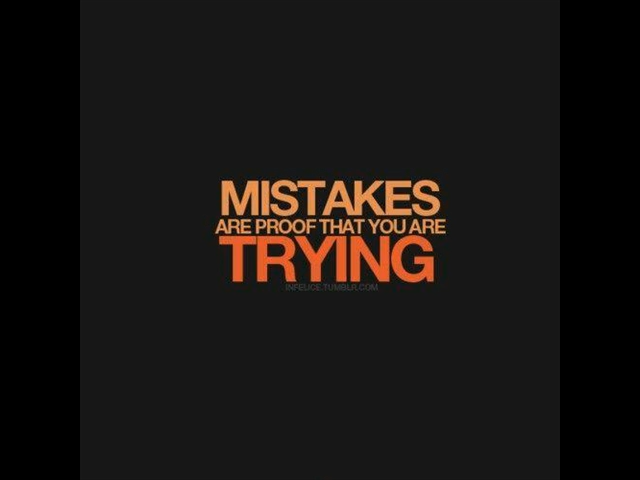 MISTAKES
ARE PROOF THAT YOU ARE
TRYING
INFELICE.TUMBLR.COM